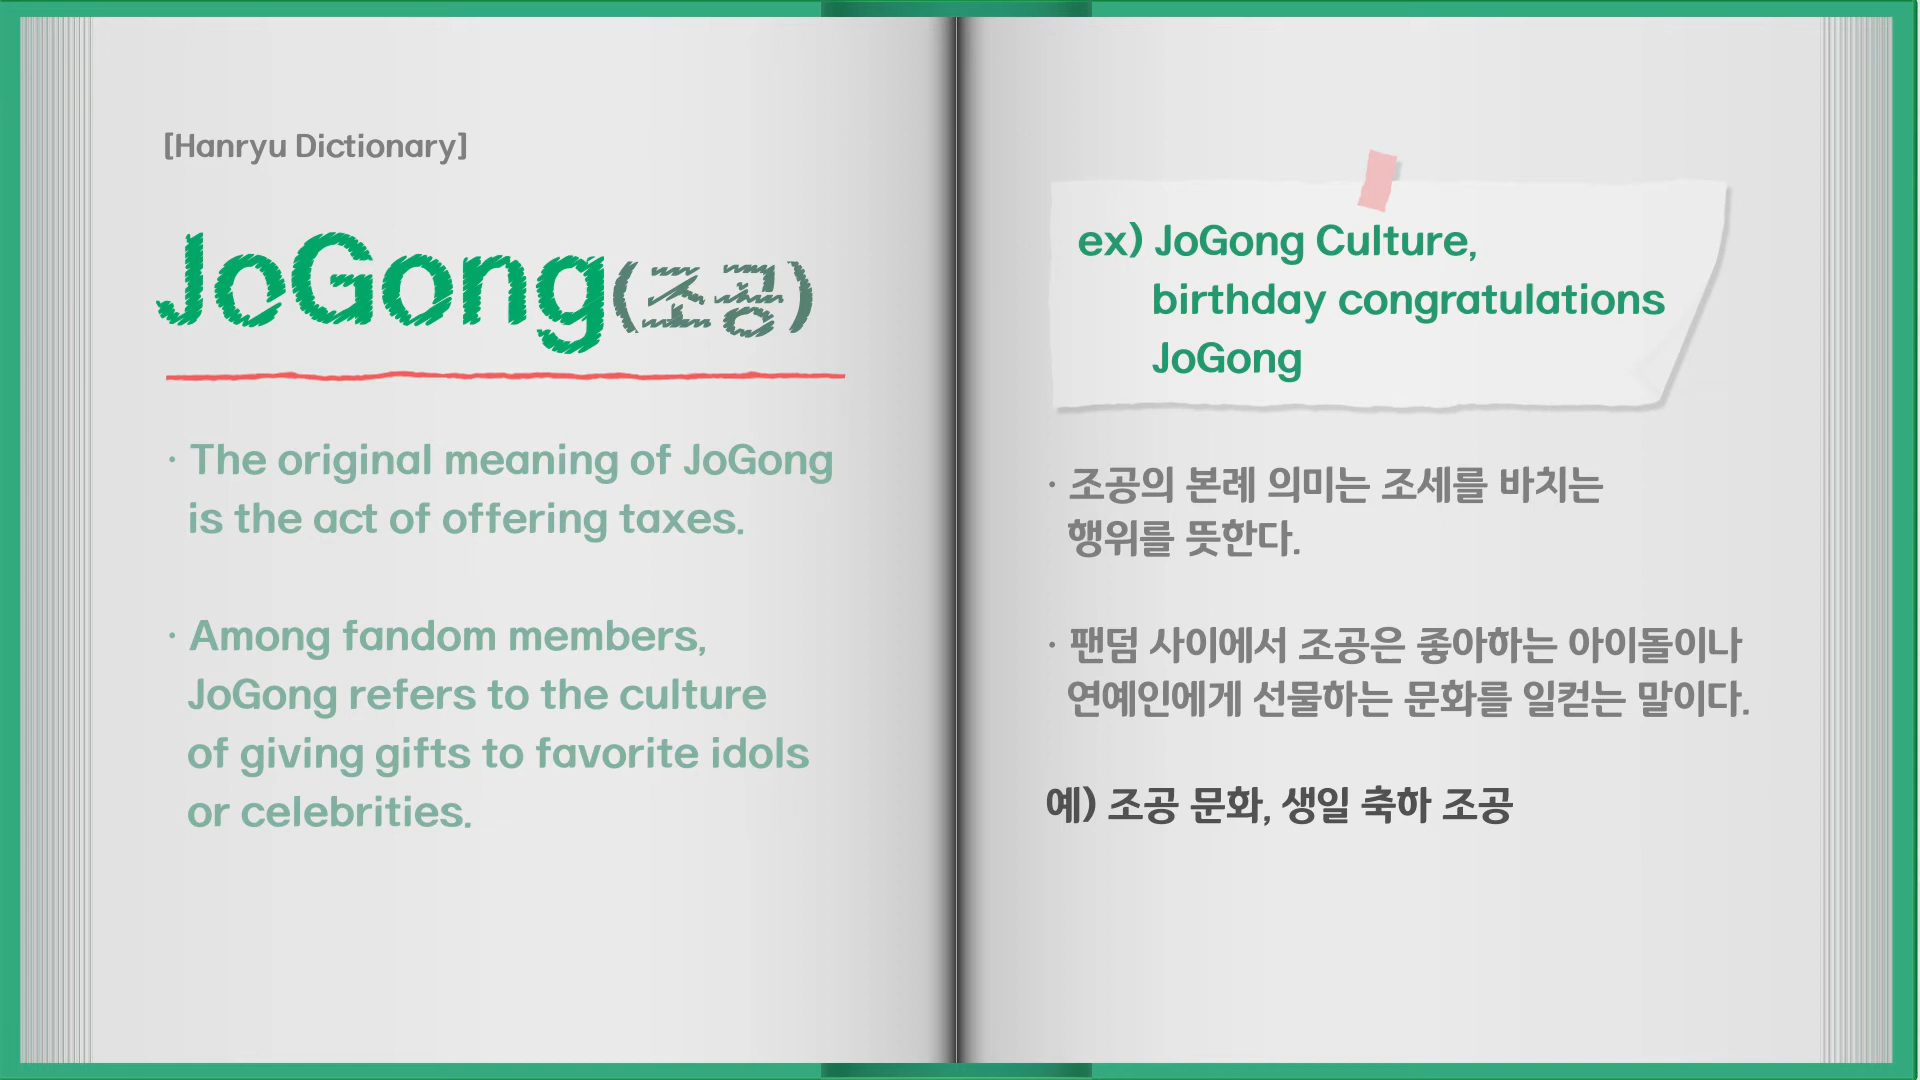 [Hanryu Dictionary]
JoGong(조공)
· The original meaning of JoGong
is the act of offering taxes.
· Among fandom members,
JoGong refers to the culture
of giving gifts to favorite idols
or celebrities.
ex) JoGong Culture,
birthday congratulations
JoGong
· 조공의 본례 의미는 조세를 바치는
행위를 뜻한다.
· 팬덤 사이에서 조공은 좋아하는 아이돌이나
연예인에게 선물하는 문화를 일컫는 말이다.
예) 조공 문화, 생일 축하 조공